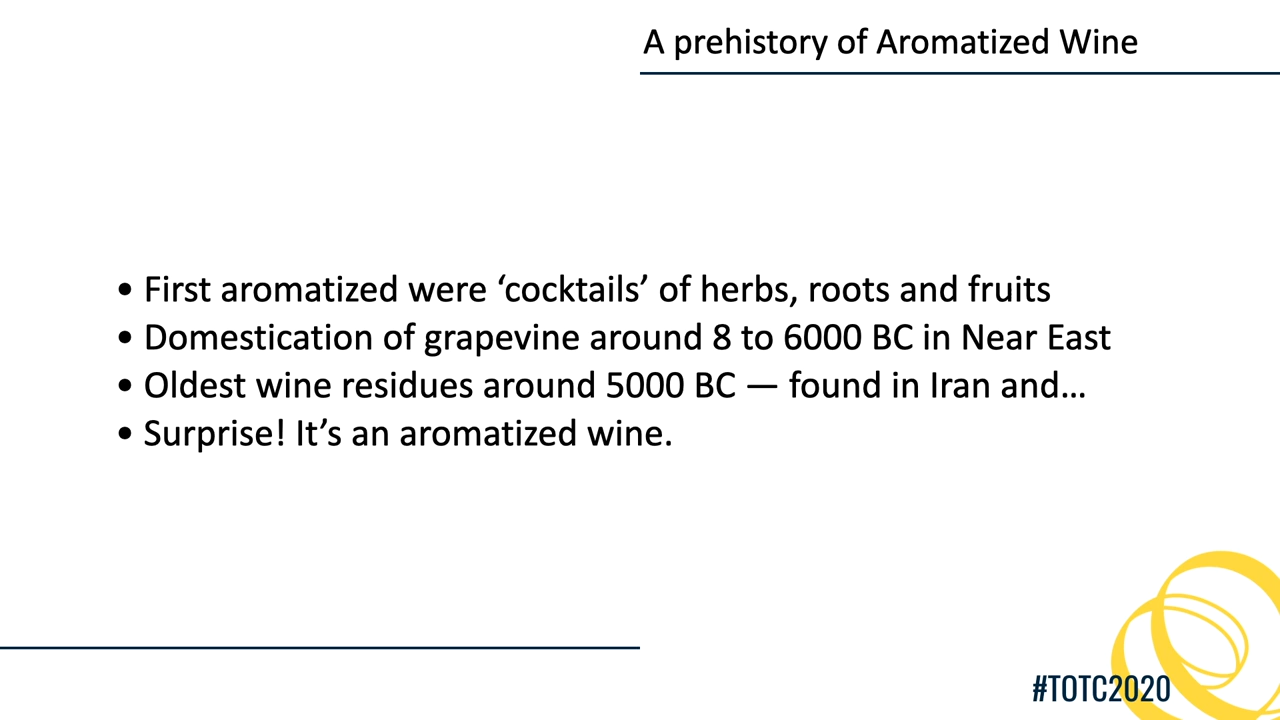 A prehistory of Aromatized Wine
• First aromatized were ‘cocktails’ of herbs, roots and fruits
• Domestication of grapevine around 8 to 6000 BC in Near East
• Oldest wine residues around 5000 BC — found in Iran and…
• Surprise! It’s an aromatized wine.
#TOTC2020